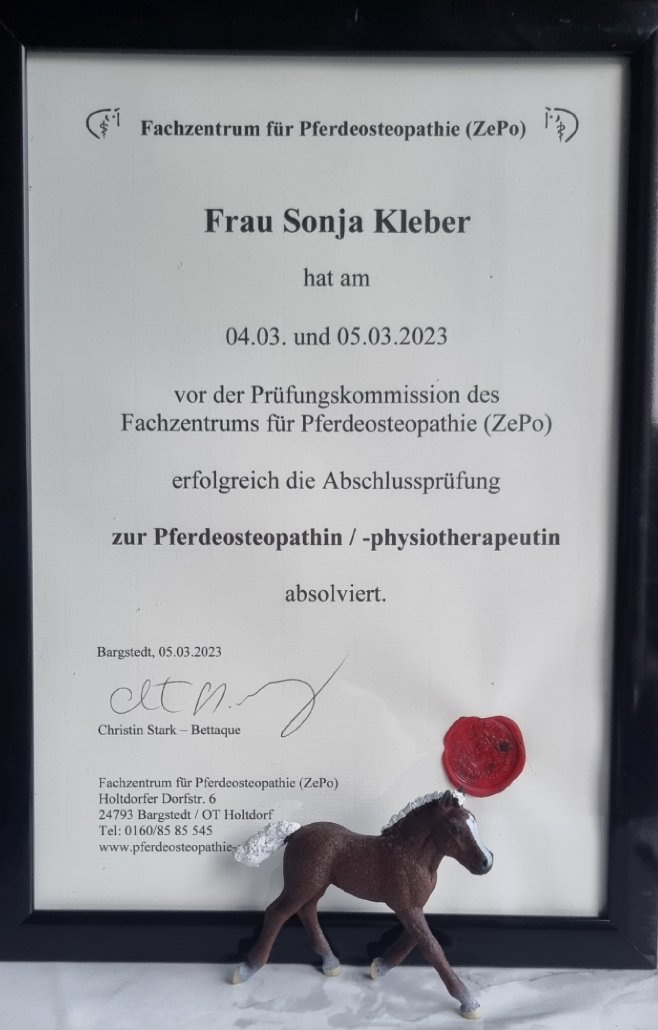 Fachzentrum für Pferdeosteopathie (ZePo)
Frau Sonja Kleber
hat am
04.03. und 05.03.2023
vor der Prüfungskommission des
Fachzentrums für Pferdeosteopathie (ZePo)
erfolgreich die Abschlussprüfung
zur Pferdeosteopathin / -physiotherapeutin
absolviert.
Bargstedt, 05.03.2023
Christin Stark – Bettaque
Fachzentrum für Pferdeosteopathie (ZePo)
Holtdorfer Dorfstr. 6
24793 Bargstedt / OT Holtdorf
Tel: 0160/85 85 545
www.pferdeosteopathie-